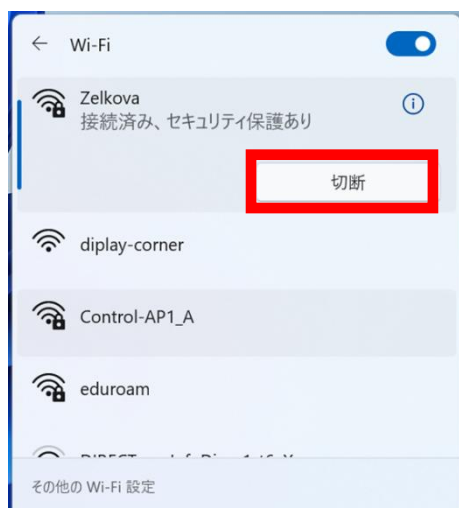 Wi-Fi
Zelkova
接続済み、セキュリティ保護あり
切断
diplay-corner
Control-AP1_A
eduroam
その他の Wi-Fi 設定